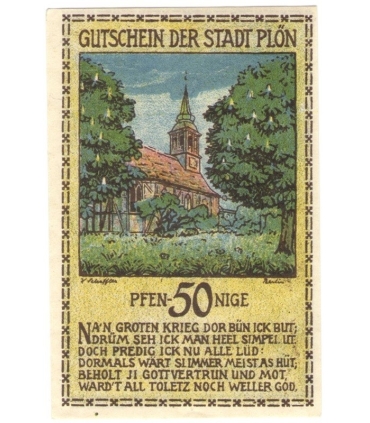 GUTSCHEIN DER STADT PLÖN
PFEN-50NIGE
NA'N GROTEN KRIEG DOR BÜN ICK BUT;
NDRÜM SEH ICK MAN HEEL SIMPEL UT.
DOCH PREDIG ICK NU ALLE LÜD:
DORMALS WART SLIMMER MEIST AS HÜT,
BEHOLT JI GOTTVERTRUN UND MOT,
WARD'T ALL TOLETZ NOCH WELLER GOD.